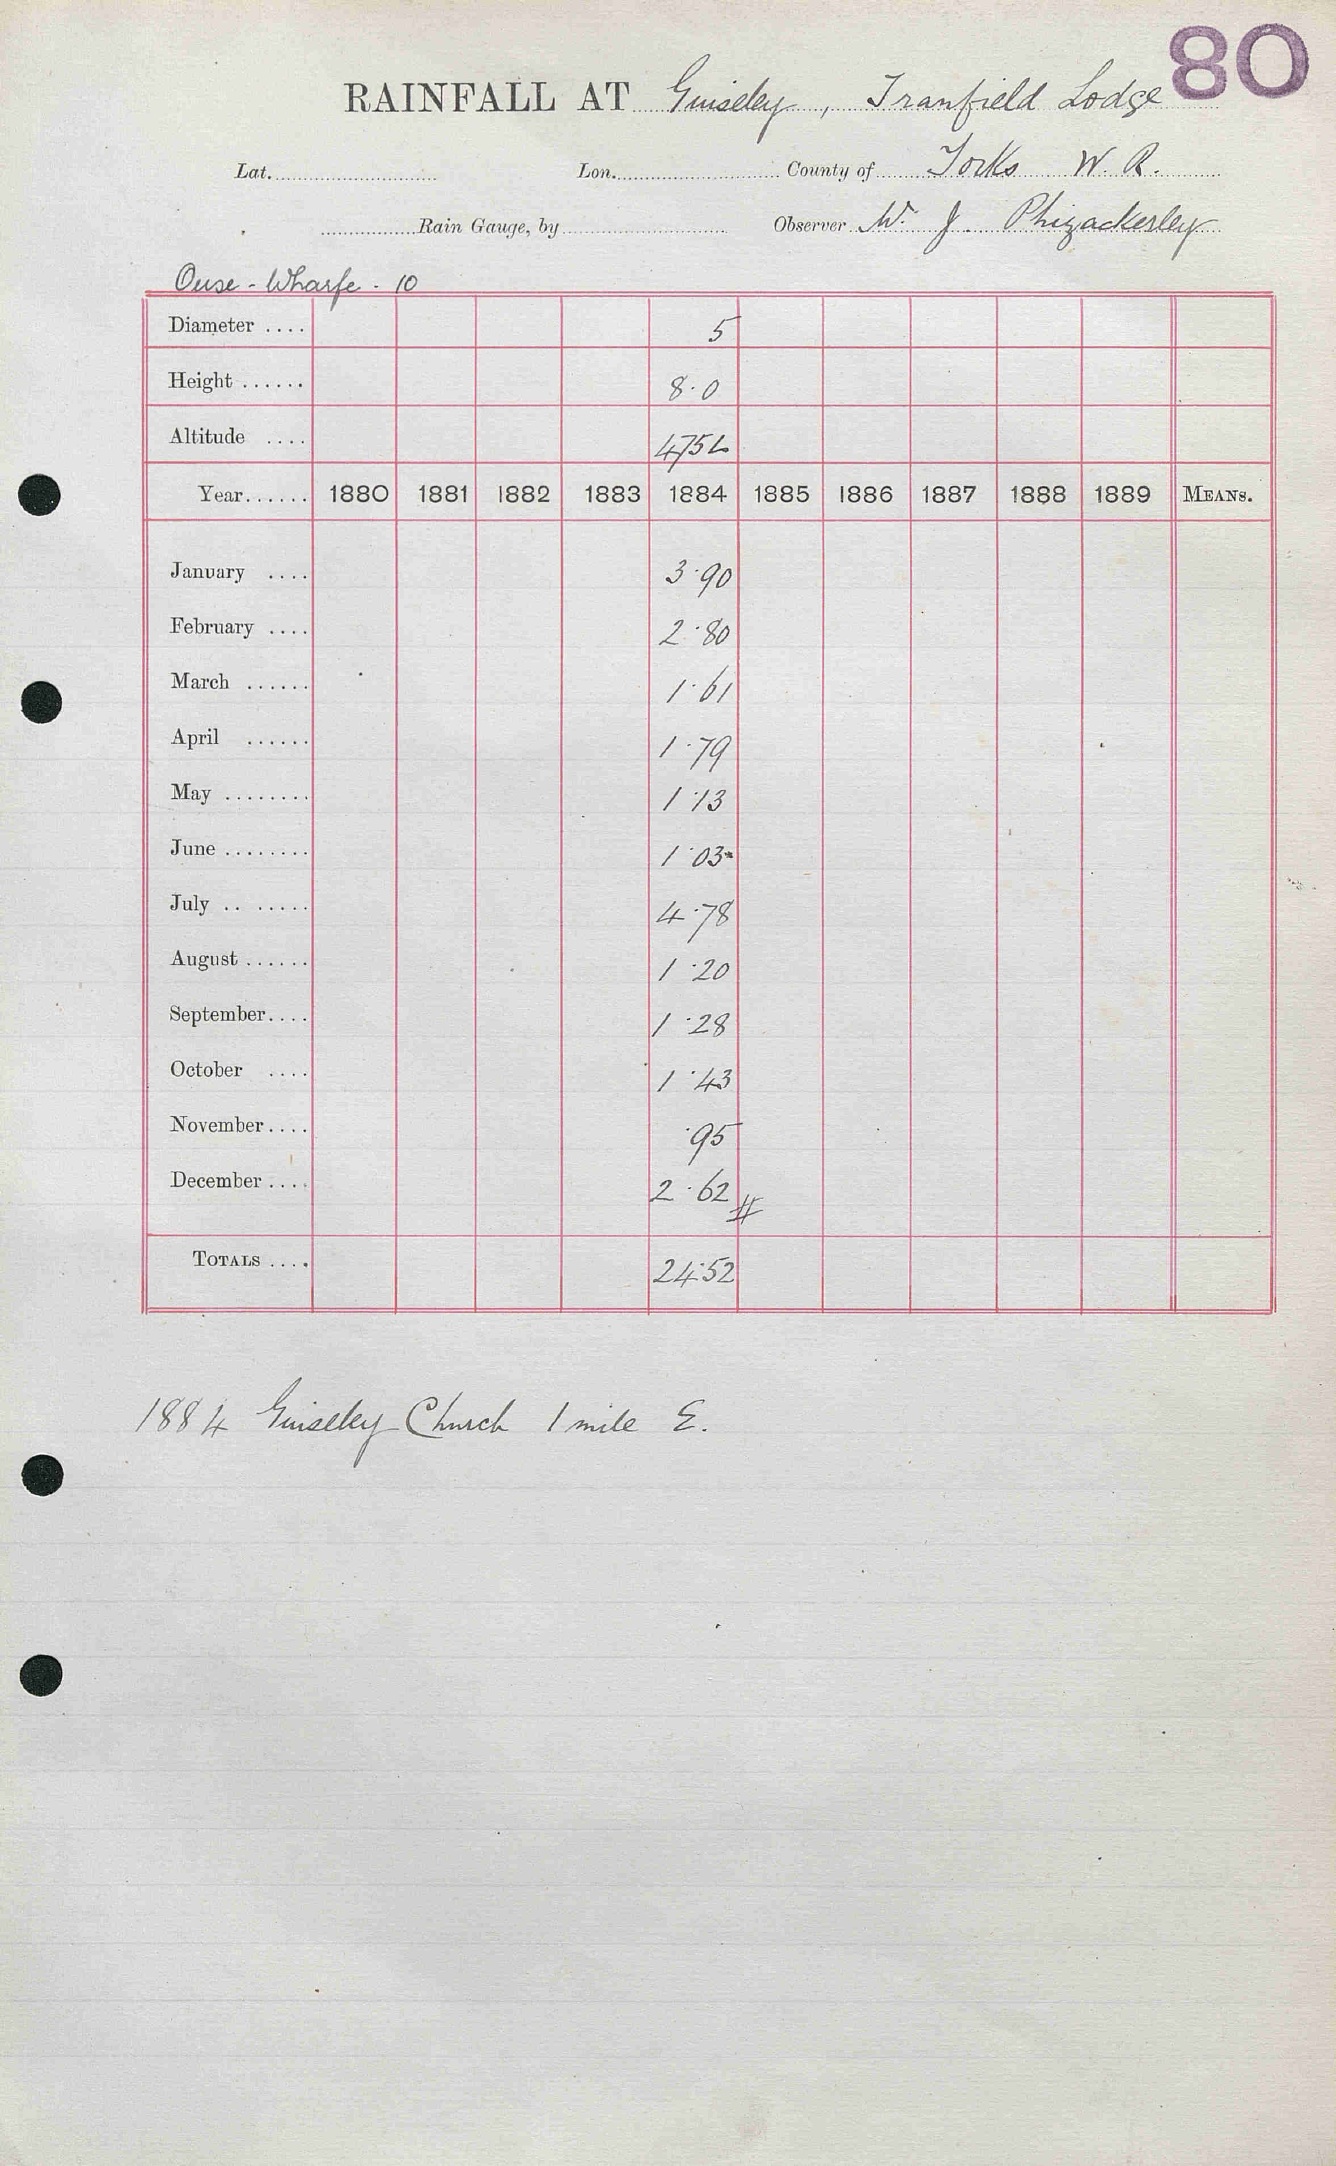 80
RAINFALL AT Guiseley, Tranfield Lodge
Lat. Lon. County of Yorks W. R.
Rain Gauge, by Observer W. J. Phizackerley
Ouse - Wharfe - 10
Diameter .... 5
Height ...... 8.0
Altitude .... 475
Year...... 1880 1881 1882 1883 1884 1885 1886 1887 1888 1889 MEANS.
January .... 3.90
February .... 2.80
March ...... 1.61
April ...... 1.79
May ........ 1.13
June ........ 1.03
July .. ..... 4.78
August ...... 1.20
September.... 1.28
October .... 1.43
November.... .95
December .... 2.62 #
TOTALS .... 24.52
1884 Guiseley Church 1 mile E.